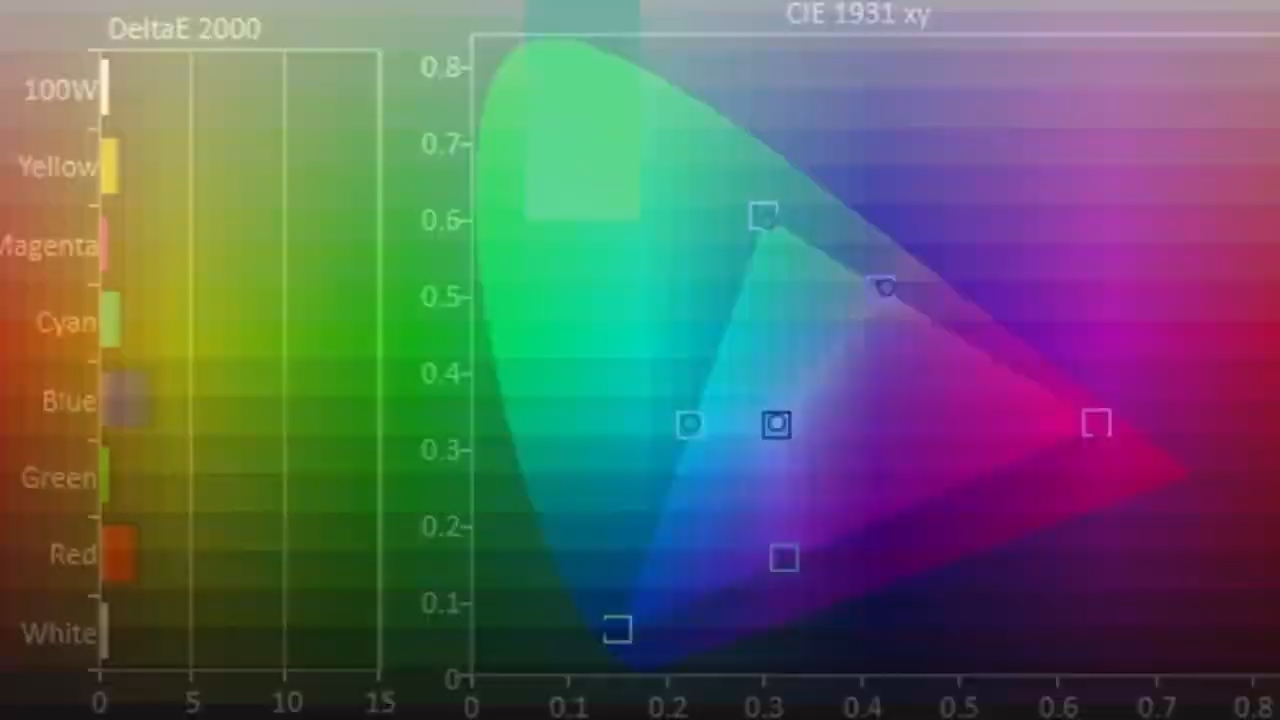 DeltaE 2000
100W
Yellow
Magenta
Cyan
Blue
Green
Red
White
0 5 10 15
CIE 1931 xy
0.8
0.7
0.6
0.5
0.4
0.3
0.2
0.1
0
0 0.1 0.2 0.3 0.4 0.5 0.6 0.7 0.8